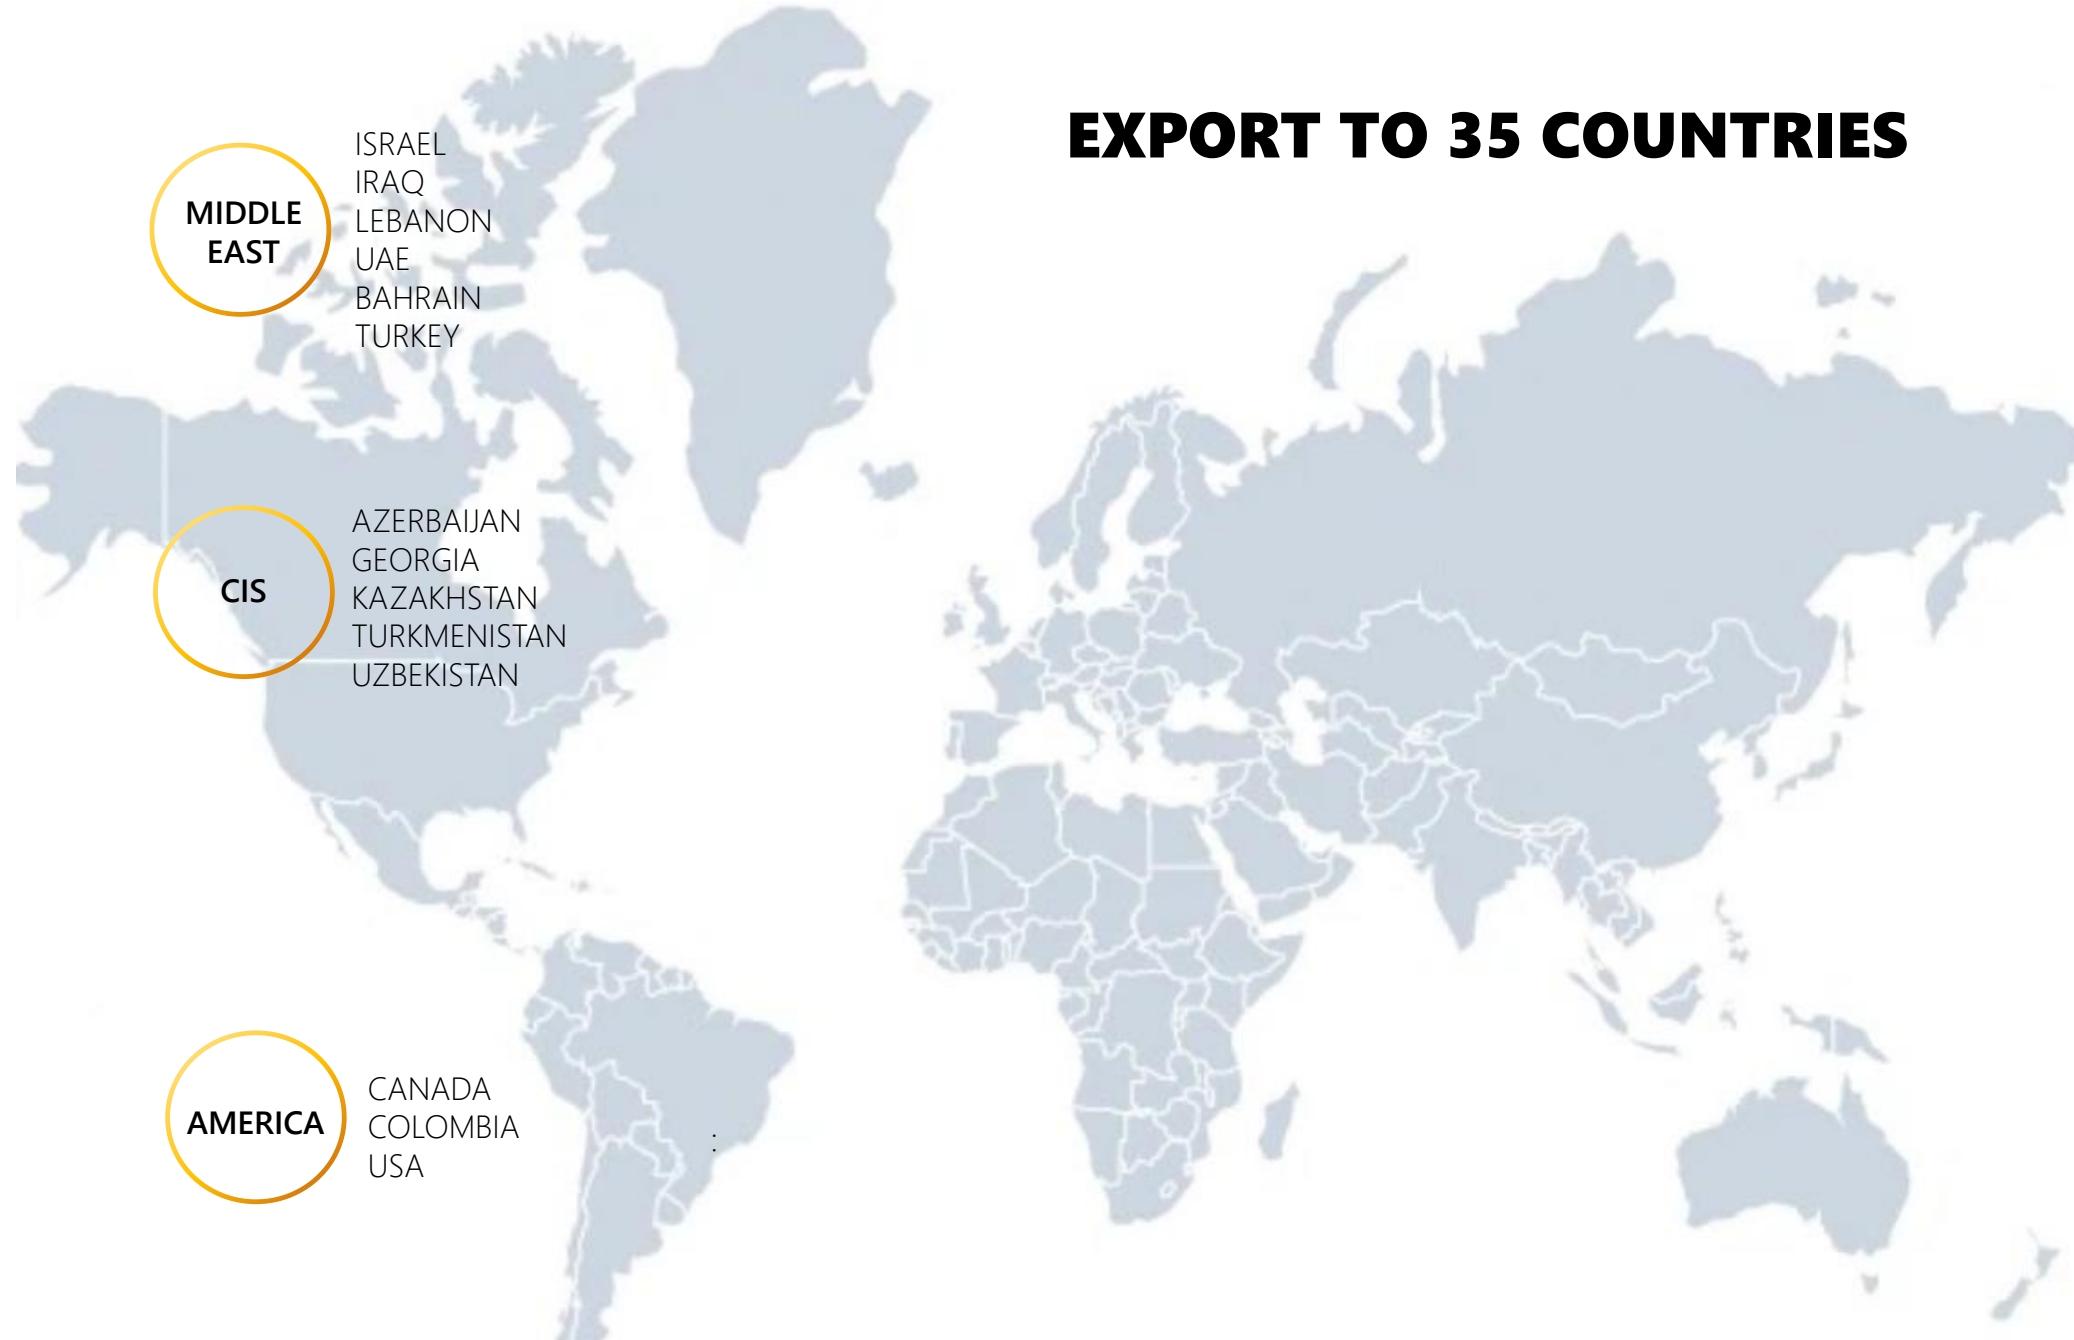 EXPORT TO 35 COUNTRIES
MIDDLE
EAST
ISRAEL
IRAQ
LEBANON
UAE
BAHRAIN
TURKEY
CIS
AZERBAIJAN
GEORGIA
KAZAKHSTAN
TURKMENISTAN
UZBEKISTAN
AMERICA
CANADA
COLOMBIA
USA
: